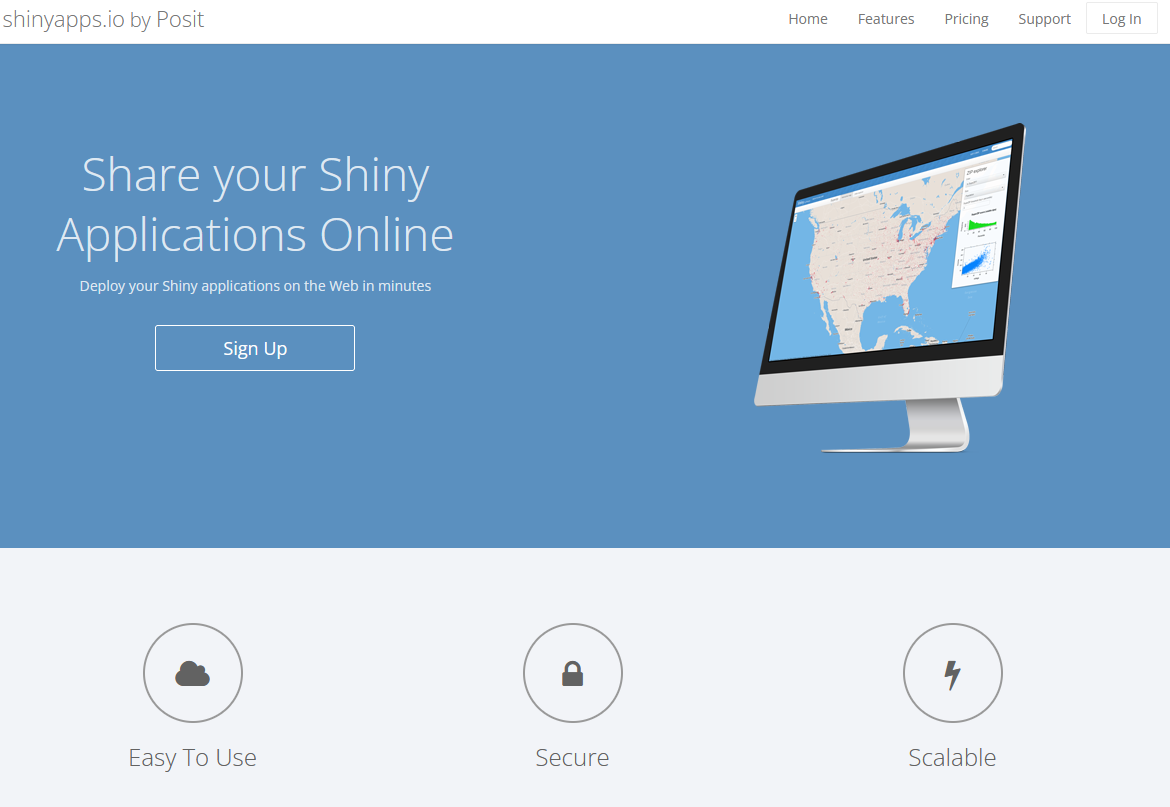 shinyapps.io by Posit
Home Features Pricing Support Log In
Share your Shiny
Applications Online
Deploy your Shiny applications on the Web in minutes
Sign Up
Easy To Use
Secure
Scalable